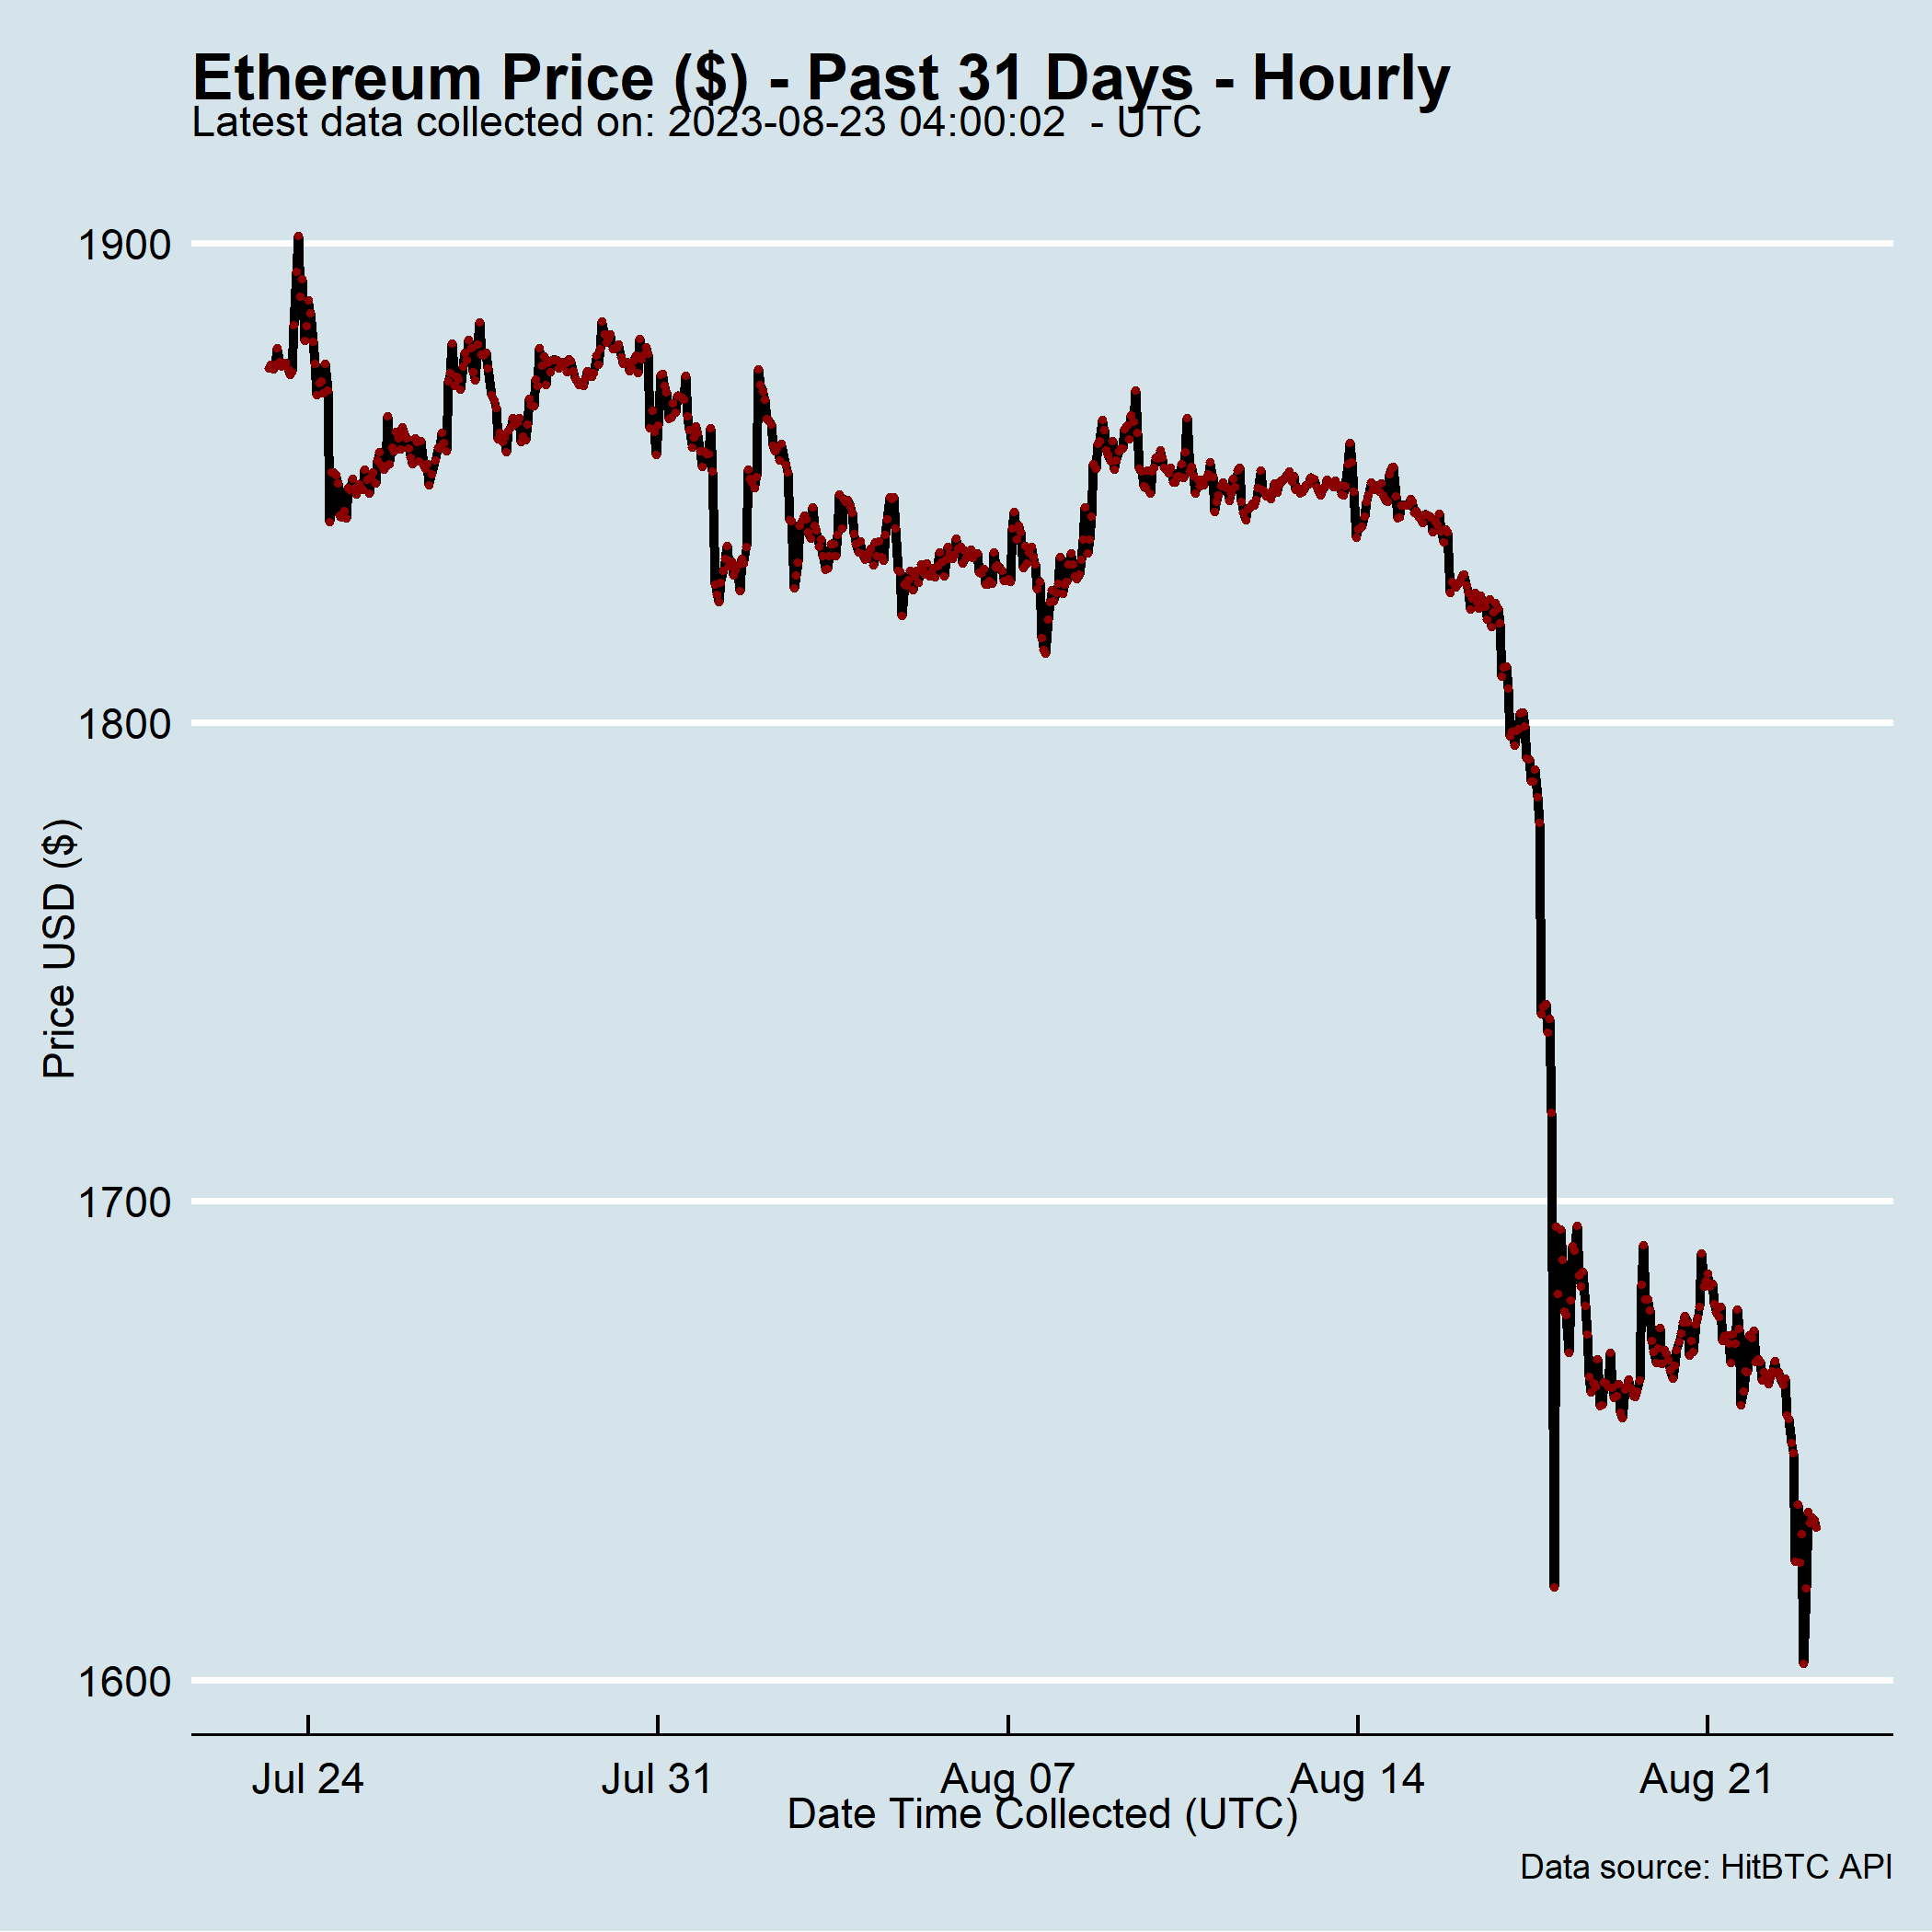 Ethereum Price ($) - Past 31 Days - Hourly
Latest data collected on: 2023-08-23 04:00:02  - UTC
1900
1800
1700
1600
Price USD ($)
Jul 24
Jul 31
Aug 07
Aug 14
Aug 21
Date Time Collected (UTC)
Data source: HitBTC API